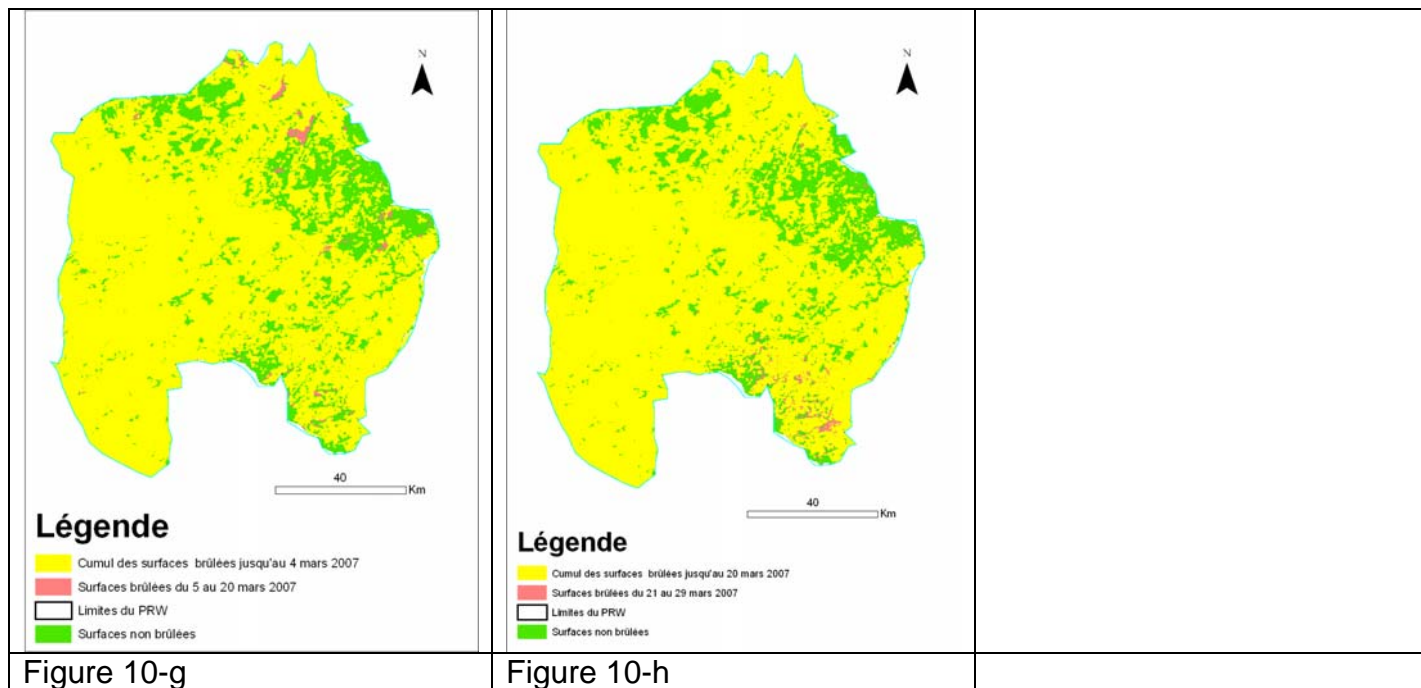 N
40
Km
Légende
Cumul des surfaces brûlées jusqu'au 4 mars 2007
Surfaces brûlées du 5 au 20 mars 2007
Limites du PRW
Surfaces non brûlées
Figure 10-g
N
40
Km
Légende
Cumul des surfaces brûlées jusqu'au 20 mars 2007
Surfaces brûlées du 21 au 29 mars 2007
Limites du PRW
Surfaces non brûlées
Figure 10-h